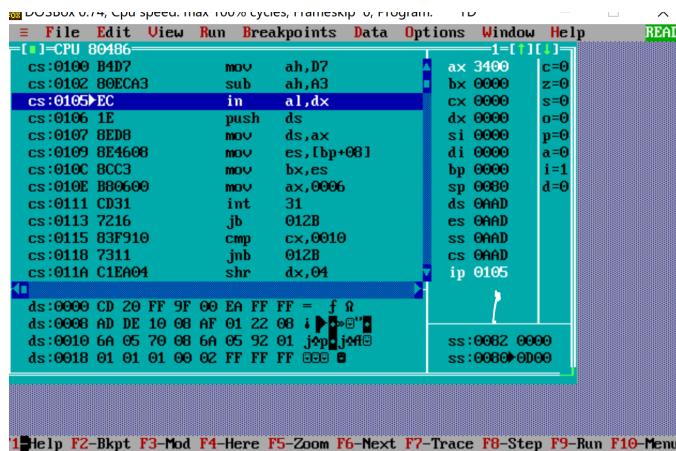 DOSBox 0.74, Cpu speed: max 100% cycles, Frameskip 0, Program: TD
≡ File Edit View Run Breakpoints Data Options Window Help READ
[■]=CPU 80486 1=[↑][↓]
cs:0100 B4D7 mov ah,D7 ax 3400 c=0
cs:0102 80ECA3 sub ah,A3 bx 0000 z=0
cs:0105►EC in al,dx cx 0000 s=0
cs:0106 1E push ds dx 0000 o=0
cs:0107 8ED8 mov ds,ax si 0000 p=0
cs:0109 8E4608 mov es,[bp+08] di 0000 a=0
cs:010C 8CC3 mov bx,es bp 0000 i=1
cs:010E B80600 mov ax,0006 sp 0080 d=0
cs:0111 CD31 int 31 ds 0AAD
cs:0113 7216 jb 012B es 0AAD
cs:0115 83F910 cmp cx,0010 ss 0AAD
cs:0118 7311 jnb 012B cs 0AAD
cs:011A C1EA04 shr dx,04 ip 0105
ds:0000 CD 20 FF 9F 00 EA FF FF = ƒ Ω
ds:0008 AD DE 10 08 AF 01 22 08
ds:0010 6A 05 70 08 6A 05 92 01 ss:0082 0000
ds:0018 01 01 01 00 02 FF FF FF ss:0080►0D00
1-Help F2-Bkpt F3-Mod F4-Here F5-Zoom F6-Next F7-Trace F8-Step F9-Run F10-Menu